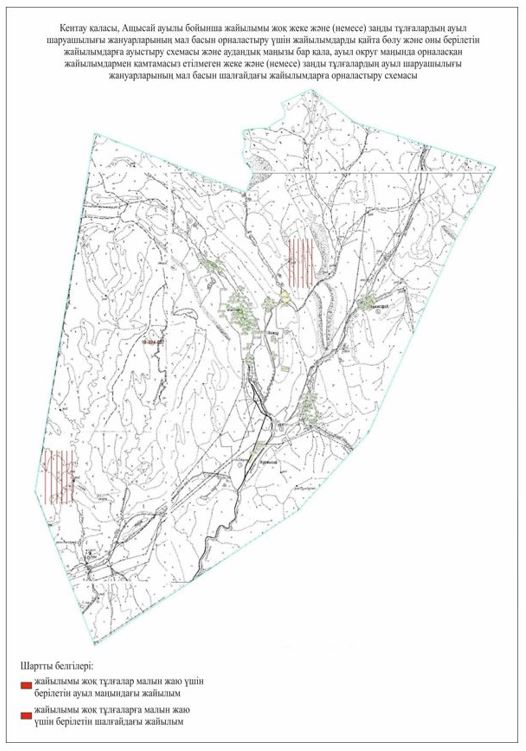 Кентау қаласы, Ащысай ауылы бойынша жайылымы жоқ жеке және (немесе) заңды тұлғалардың ауыл
шаруашылығы жануарларының мал басын орналастыру үшін жайылымдарды қайта бөлу және оны берілетін
жайылымдарға ауыстыру схемасы және аудандық маңызы бар қала, ауыл округ маңында орналасқан
жайылымдармен қамтамасыз етілмеген жеке және (немесе) заңды тұлғалардың ауыл шаруашылығы
жануарларының мал басын шалғайдағы жайылымдарға орналастыру схемасы
Шартты белгілері:
жайылымы жоқ тұлғалар малын жаю үшін
берілетін ауыл маңындағы жайылым
жайылымы жоқ тұлғаларға малын жаю
үшін берілетін шалғайдағы жайылым